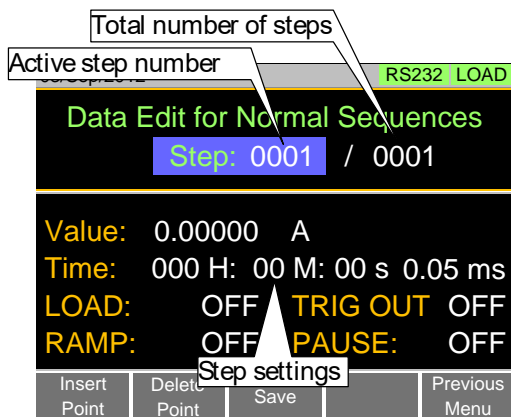 Total number of steps
Active step number
RS232 LOAD
Data Edit for Normal Sequences
Step: 0001 / 0001
Value: 0.00000 A
Time: 000 H: 00 M: 00 s 0.05 ms
LOAD: OFF TRIG OUT OFF
RAMP: OFF PAUSE: OFF
Step settings
Insert Point
Delete Point
Save
Previous Menu